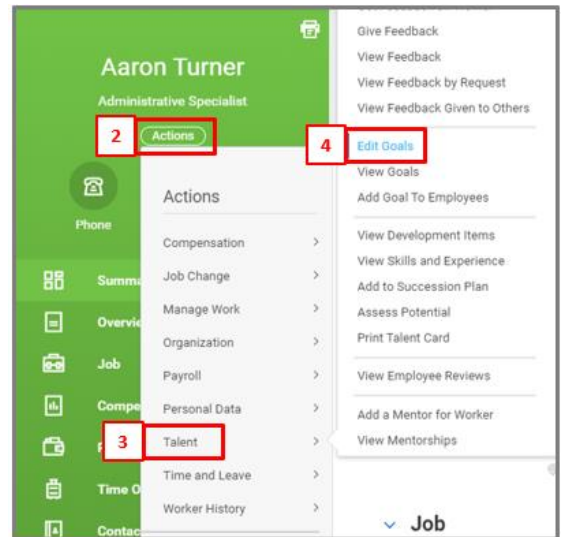 Aaron Turner
Administrative Specialist
2
Actions
Phone
Summa
Overvie
Job
Compe
Time O
Contac
Actions
Compensation
Job Change
Manage Work
Organization
Payroll
Personal Data
3
Talent
Time and Leave
Worker History
Give Feedback
View Feedback
View Feedback by Request
View Feedback Given to Others
4
Edit Goals
View Goals
Add Goal To Employees
View Development Items
View Skills and Experience
Add to Succession Plan
Assess Potential
Print Talent Card
View Employee Reviews
Add a Mentor for Worker
View Mentorships
Job